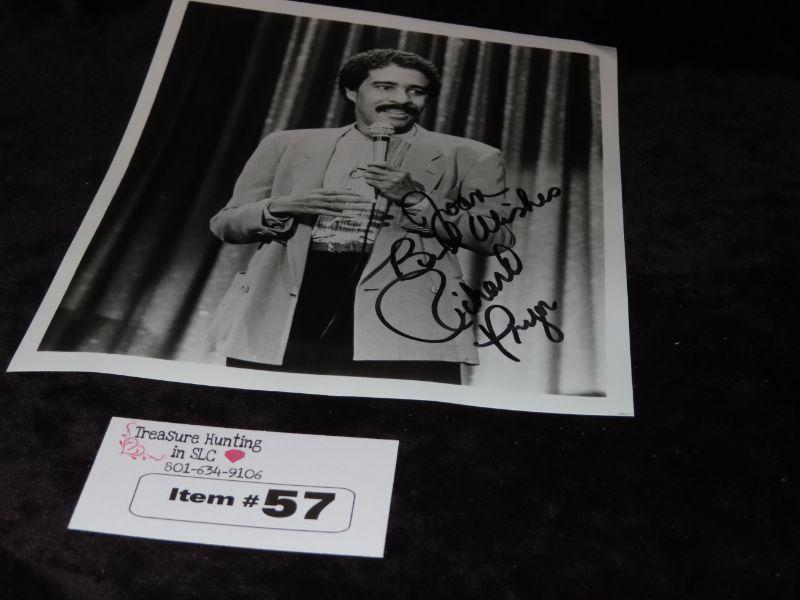 Joan
Best Wishes
Richard
Pryor
Treasure Hunting
in SLC
801-634-9106
Item # 57